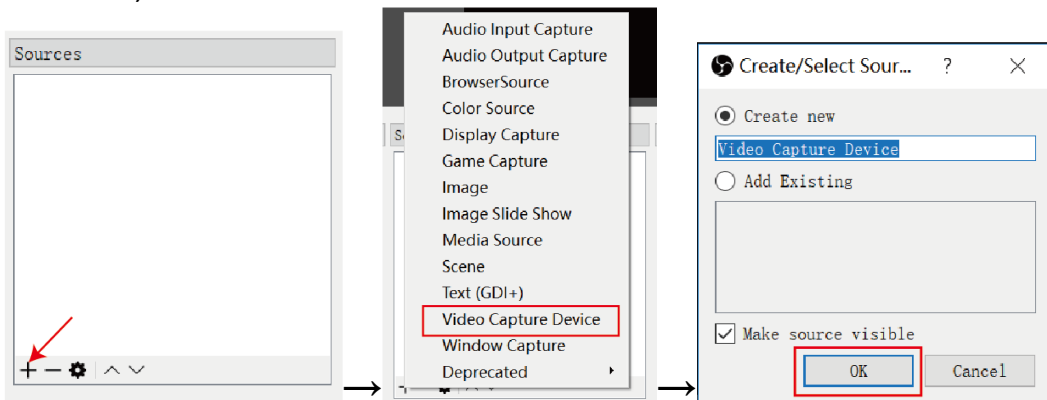 Sources
Audio Input Capture
Audio Output Capture
BrowserSource
Color Source
Display Capture
Game Capture
Image
Image Slide Show
Media Source
Scene
Text (GDI+)
Video Capture Device
Window Capture
Deprecated
Create/Select Sour... ?
Create new
Video Capture Device
Add Existing
Make source visible
OK Cancel